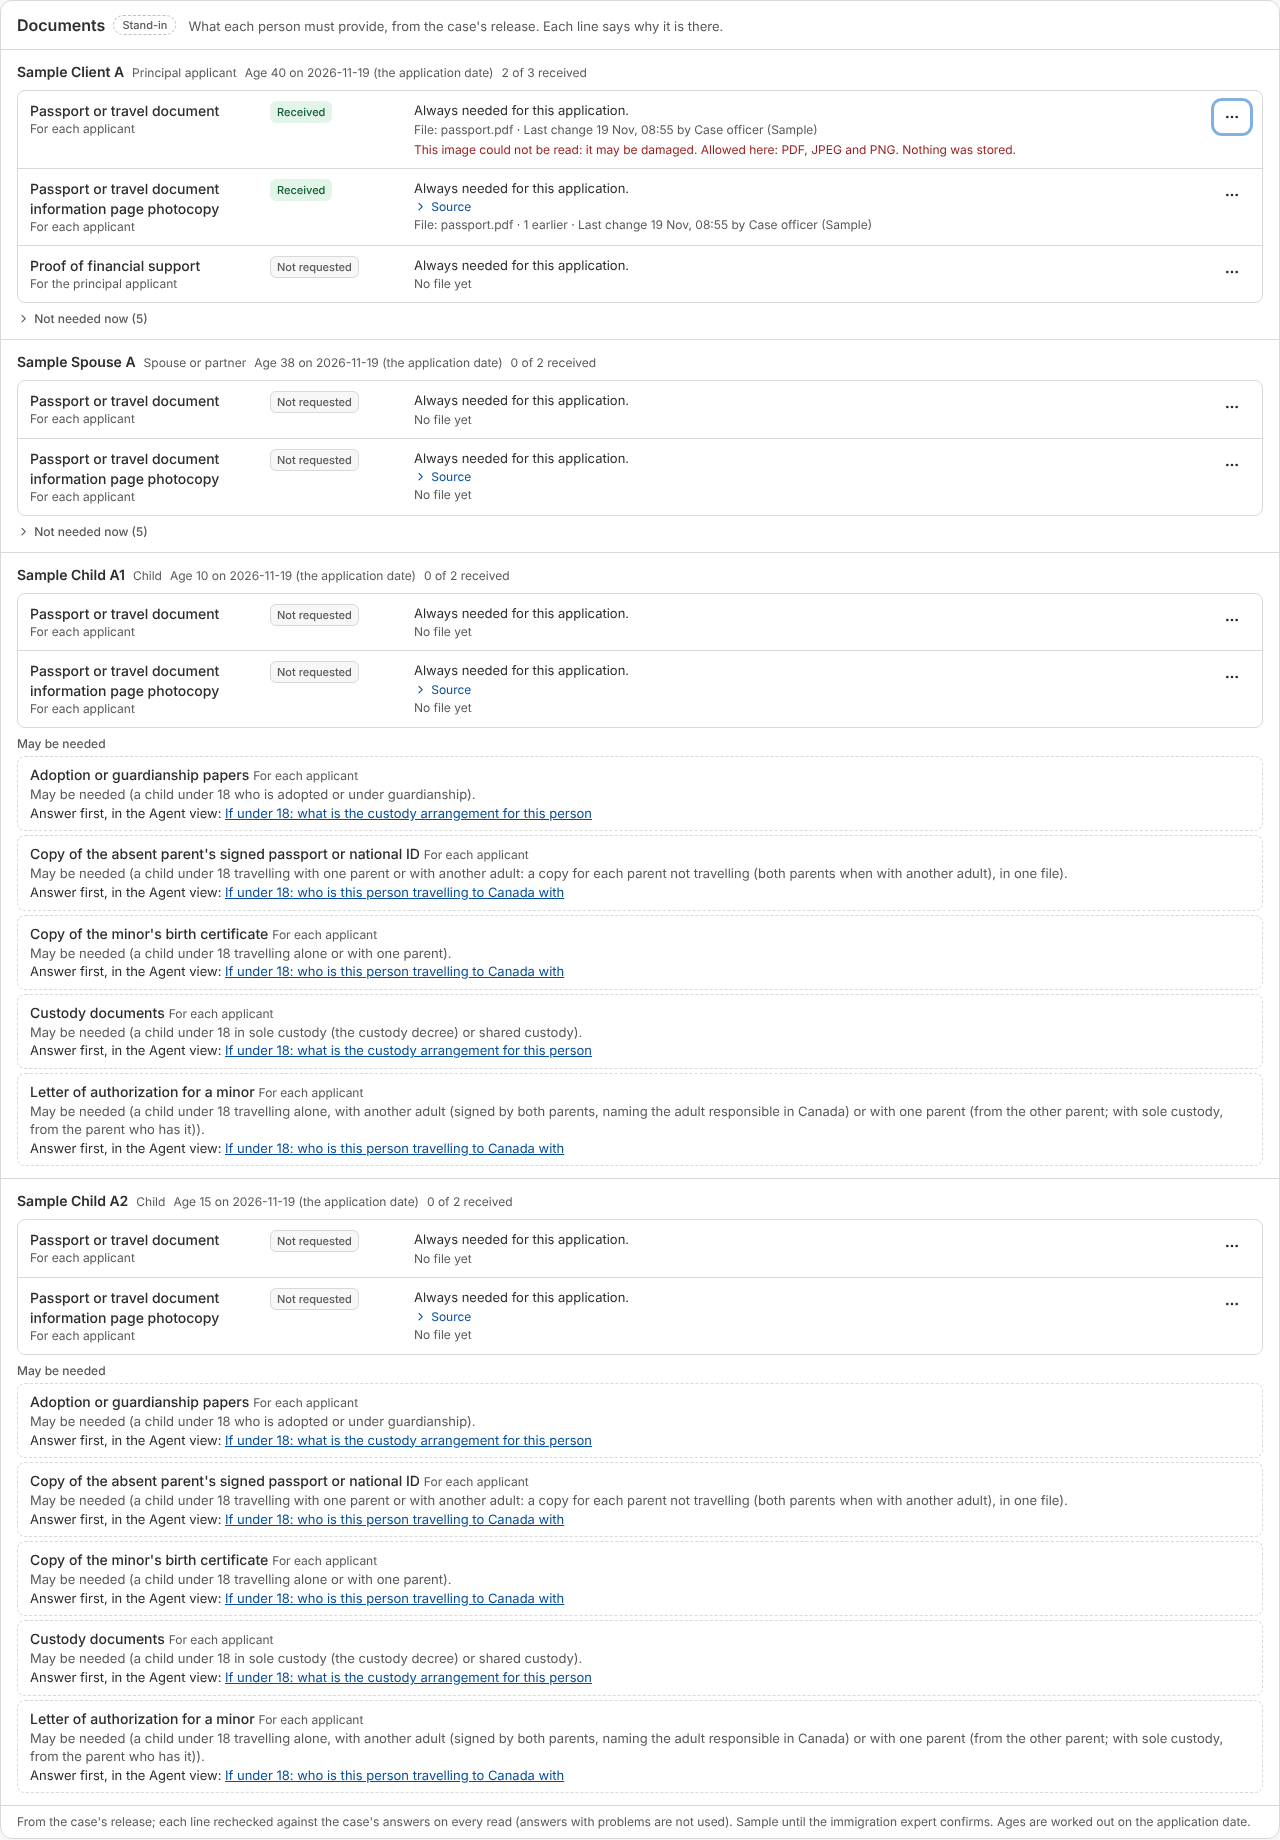 Documents Stand-in What each person must provide, from the case's release. Each line says why it is there.
Sample Client A Principal applicant Age 40 on 2026-11-19 (the application date) 2 of 3 received
Passport or travel document Received Always needed for this application. ...
For each applicant File: passport.pdf · Last change 19 Nov, 08:55 by Case officer (Sample)
This image could not be read: it may be damaged. Allowed here: PDF, JPEG and PNG. Nothing was stored.
Passport or travel document Received Always needed for this application. ...
information page photocopy > Source
For each applicant File: passport.pdf · 1 earlier · Last change 19 Nov, 08:55 by Case officer (Sample)
Proof of financial support Not requested Always needed for this application. ...
For the principal applicant No file yet
> Not needed now (5)
Sample Spouse A Spouse or partner Age 38 on 2026-11-19 (the application date) 0 of 2 received
Passport or travel document Not requested Always needed for this application. ...
For each applicant No file yet
Passport or travel document Not requested Always needed for this application. ...
information page photocopy > Source
For each applicant No file yet
> Not needed now (5)
Sample Child A1 Child Age 10 on 2026-11-19 (the application date) 0 of 2 received
Passport or travel document Not requested Always needed for this application. ...
For each applicant No file yet
Passport or travel document Not requested Always needed for this application. ...
information page photocopy > Source
For each applicant No file yet
May be needed
Adoption or guardianship papers For each applicant
May be needed (a child under 18 who is adopted or under guardianship).
Answer first, in the Agent view: If under 18: what is the custody arrangement for this person
Copy of the absent parent's signed passport or national ID For each applicant
May be needed (a child under 18 travelling with one parent or with another adult: a copy for each parent not travelling (both parents when with another adult), in one file).
Answer first, in the Agent view: If under 18: who is this person travelling to Canada with
Copy of the minor's birth certificate For each applicant
May be needed (a child under 18 travelling alone or with one parent).
Answer first, in the Agent view: If under 18: who is this person travelling to Canada with
Custody documents For each applicant
May be needed (a child under 18 in sole custody (the custody decree) or shared custody).
Answer first, in the Agent view: If under 18: what is the custody arrangement for this person
Letter of authorization for a minor For each applicant
May be needed (a child under 18 travelling alone, with another adult (signed by both parents, naming the adult responsible in Canada) or with one parent (from the other parent; with sole custody,
from the parent who has it)).
Answer first, in the Agent view: If under 18: who is this person travelling to Canada with
Sample Child A2 Child Age 15 on 2026-11-19 (the application date) 0 of 2 received
Passport or travel document Not requested Always needed for this application. ...
For each applicant No file yet
Passport or travel document Not requested Always needed for this application. ...
information page photocopy > Source
For each applicant No file yet
May be needed
Adoption or guardianship papers For each applicant
May be needed (a child under 18 who is adopted or under guardianship).
Answer first, in the Agent view: If under 18: what is the custody arrangement for this person
Copy of the absent parent's signed passport or national ID For each applicant
May be needed (a child under 18 travelling with one parent or with another adult: a copy for each parent not travelling (both parents when with another adult), in one file).
Answer first, in the Agent view: If under 18: who is this person travelling to Canada with
Copy of the minor's birth certificate For each applicant
May be needed (a child under 18 travelling alone or with one parent).
Answer first, in the Agent view: If under 18: who is this person travelling to Canada with
Custody documents For each applicant
May be needed (a child under 18 in sole custody (the custody decree) or shared custody).
Answer first, in the Agent view: If under 18: what is the custody arrangement for this person
Letter of authorization for a minor For each applicant
May be needed (a child under 18 travelling alone, with another adult (signed by both parents, naming the adult responsible in Canada) or with one parent (from the other parent; with sole custody,
from the parent who has it)).
Answer first, in the Agent view: If under 18: who is this person travelling to Canada with
From the case's release; each line rechecked against the case's answers on every read (answers with problems are not used). Sample until the immigration expert confirms. Ages are worked out on the application date.